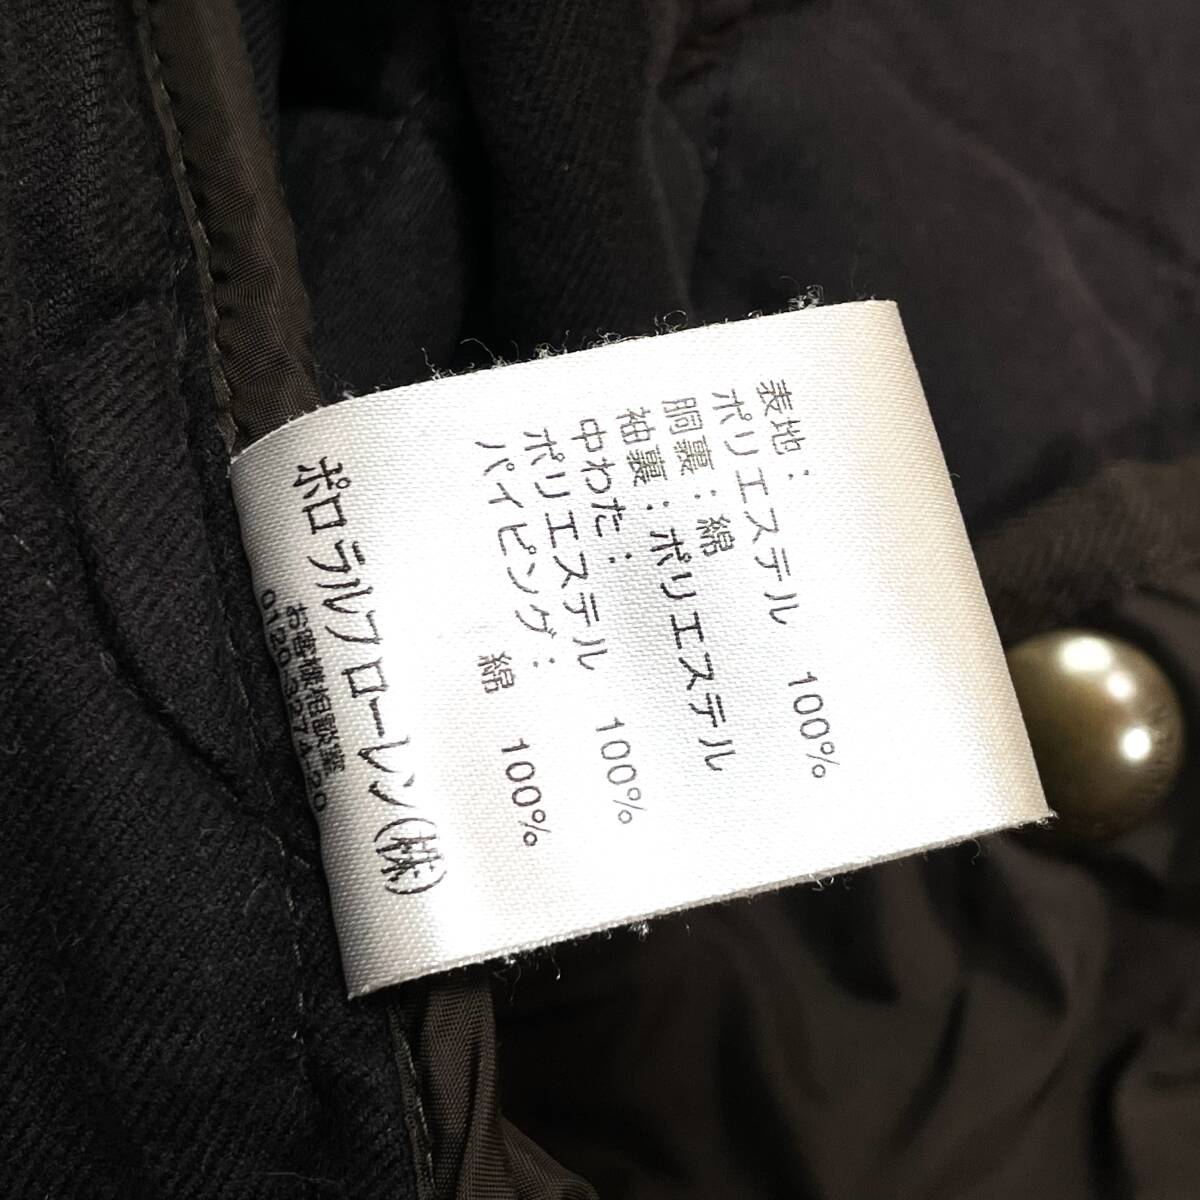 表地:
ポリエステル 100%
胴裏:綿
袖裏:ポリエステル
中わた:
ポリエステル 100%
パイピング:
綿 100%
ポロラルフローレン(株)
お客様相談室
0120-3274-20